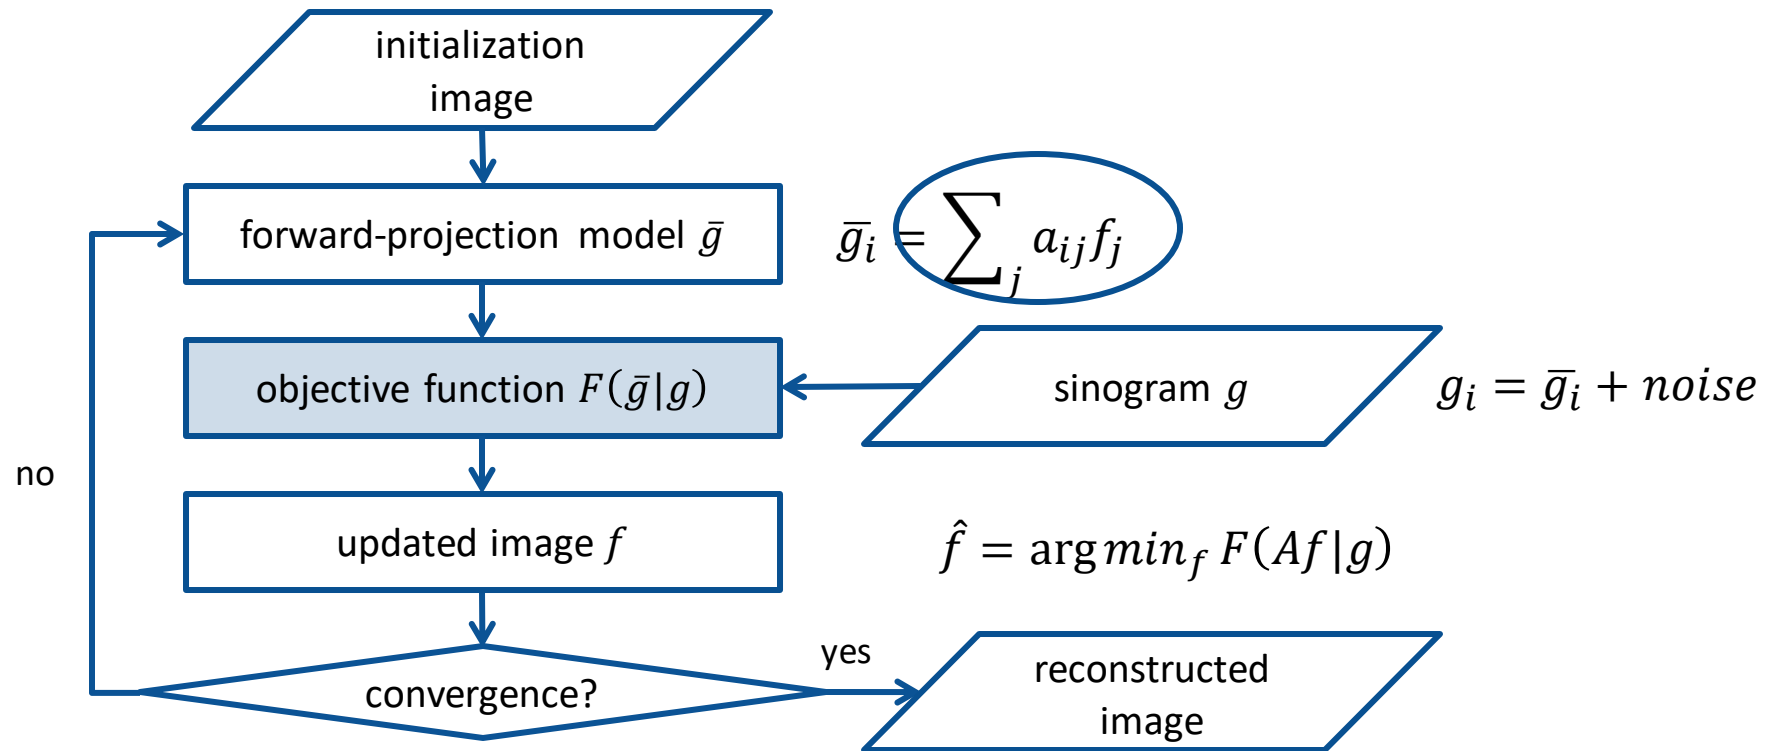 initialization
image
forward-projection model ḡ
ḡᵢ = ∑ⱼ aᵢⱼfⱼ
objective function F(ḡ|g)
sinogram g
gᵢ = ḡᵢ + noise
no
updated image f
f̂ = arg min_f F(Af|g)
convergence?
yes
reconstructed
image